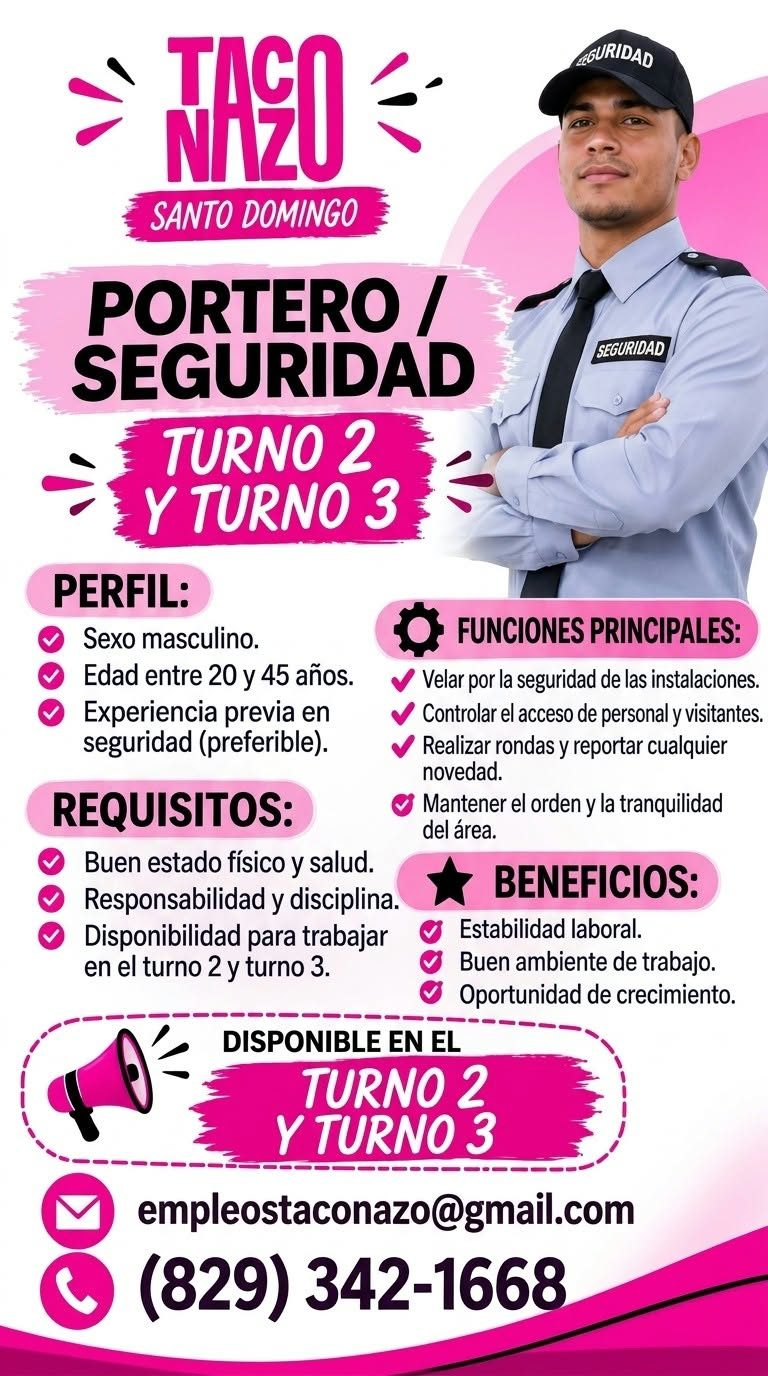 TACO
NAZO
SANTO DOMINGO
SEGURIDAD
SEGURIDAD
PORTERO /
SEGURIDAD
TURNO 2
Y TURNO 3
PERFIL:
Sexo masculino.
Edad entre 20 y 45 años.
Experiencia previa en
seguridad (preferible).
REQUISITOS:
Buen estado físico y salud.
Responsabilidad y disciplina.
Disponibilidad para trabajar
en el turno 2 y turno 3.
FUNCIONES PRINCIPALES:
Velar por la seguridad de las instalaciones.
Controlar el acceso de personal y visitantes.
Realizar rondas y reportar cualquier
novedad.
Mantener el orden y la tranquilidad
del área.
BENEFICIOS:
Estabilidad laboral.
Buen ambiente de trabajo.
Oportunidad de crecimiento.
DISPONIBLE EN EL
TURNO 2
Y TURNO 3
empleostaconazo@gmail.com
(829) 342-1668